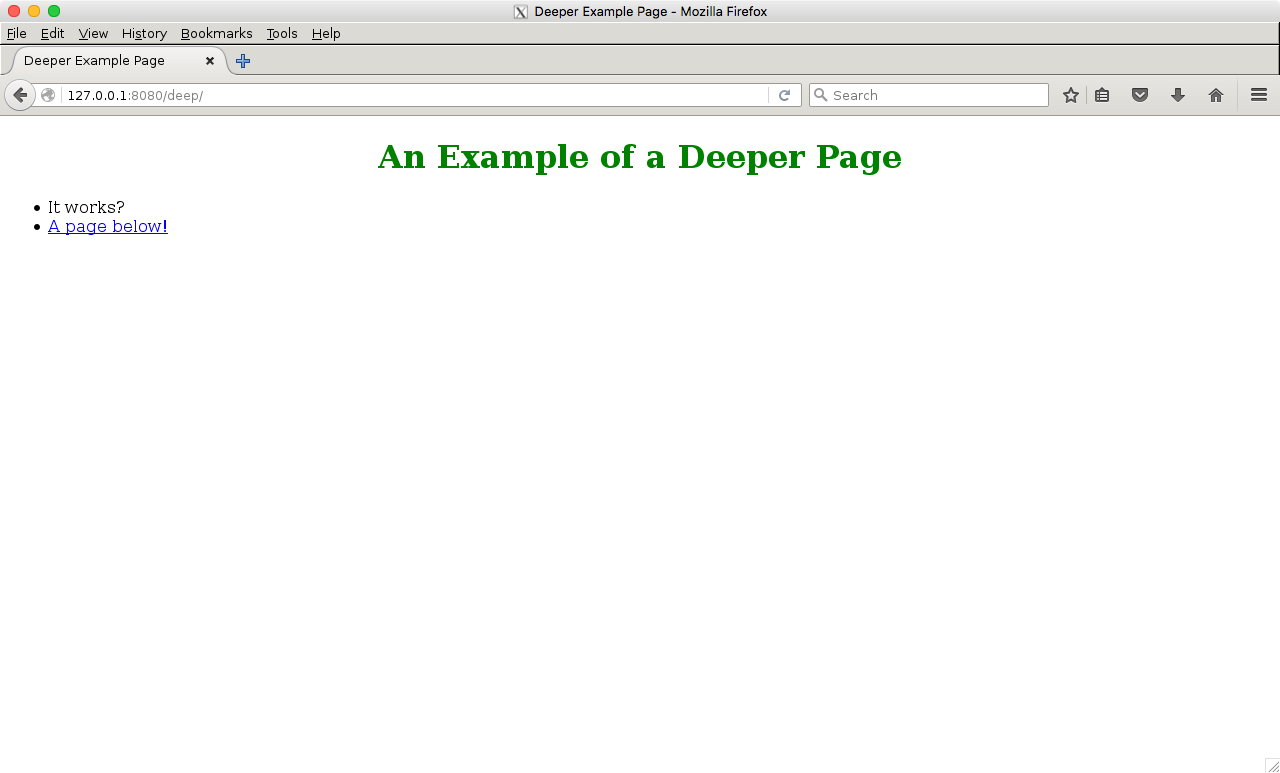 Deeper Example Page - Mozilla Firefox
File Edit View History Bookmarks Tools Help
Deeper Example Page
127.0.0.1:8080/deep/ Search
An Example of a Deeper Page
• It works?
• A page below!